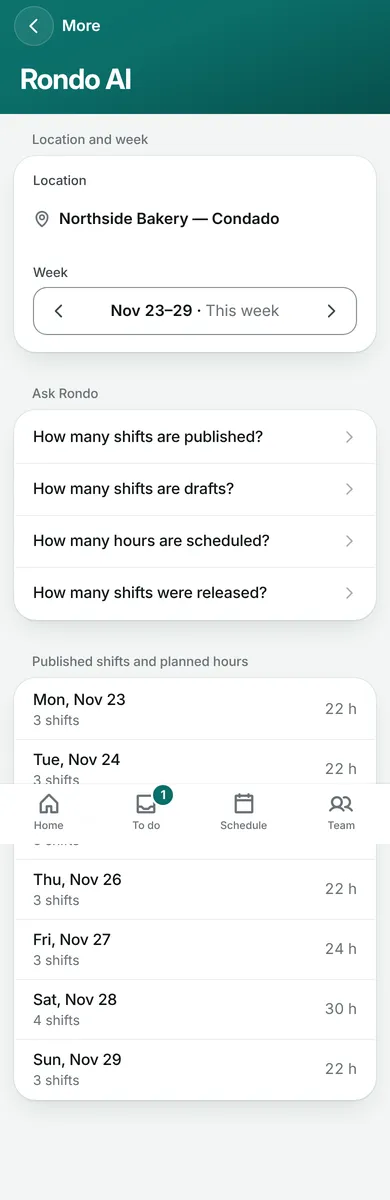 More
Rondo AI
Location and week
Location
Northside Bakery — Condado
Week
Nov 23–29 · This week
Ask Rondo
How many shifts are published?
How many shifts are drafts?
How many hours are scheduled?
How many shifts were released?
Published shifts and planned hours
Mon, Nov 23
22 h
3 shifts
Tue, Nov 24
22 h
3 shifts
1
Home
To do
Schedule
Team
Thu, Nov 26
22 h
3 shifts
Fri, Nov 27
24 h
3 shifts
Sat, Nov 28
30 h
4 shifts
Sun, Nov 29
22 h
3 shifts